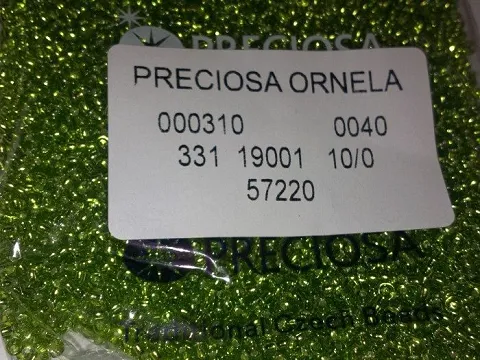 PRECIOSA
PRECIOSA ORNELA
000310 0040
331 19001 10/0
57220
PRECIOSA
Traditional Czech Beads